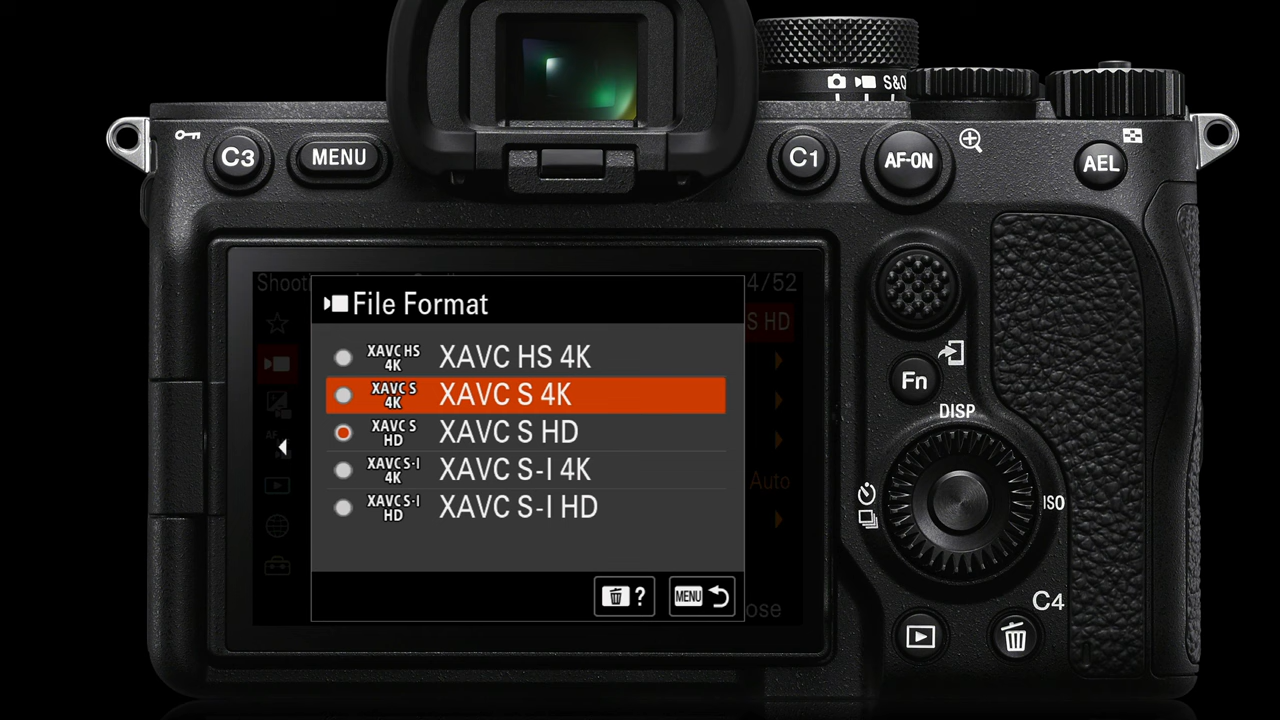 S&Q
C3
MENU
C1
AF-ON
AEL
Shooti
4/52
File Format
S HD
XAVC HS 4K
XAVC HS 4K
XAVC S 4K
XAVC S 4K
XAVC S HD
XAVC S HD
XAVC S-I 4K
XAVC S-I 4K
XAVC S-I HD
XAVC S-I HD
Auto
?
MENU
ose
Fn
DISP
ISO
C4